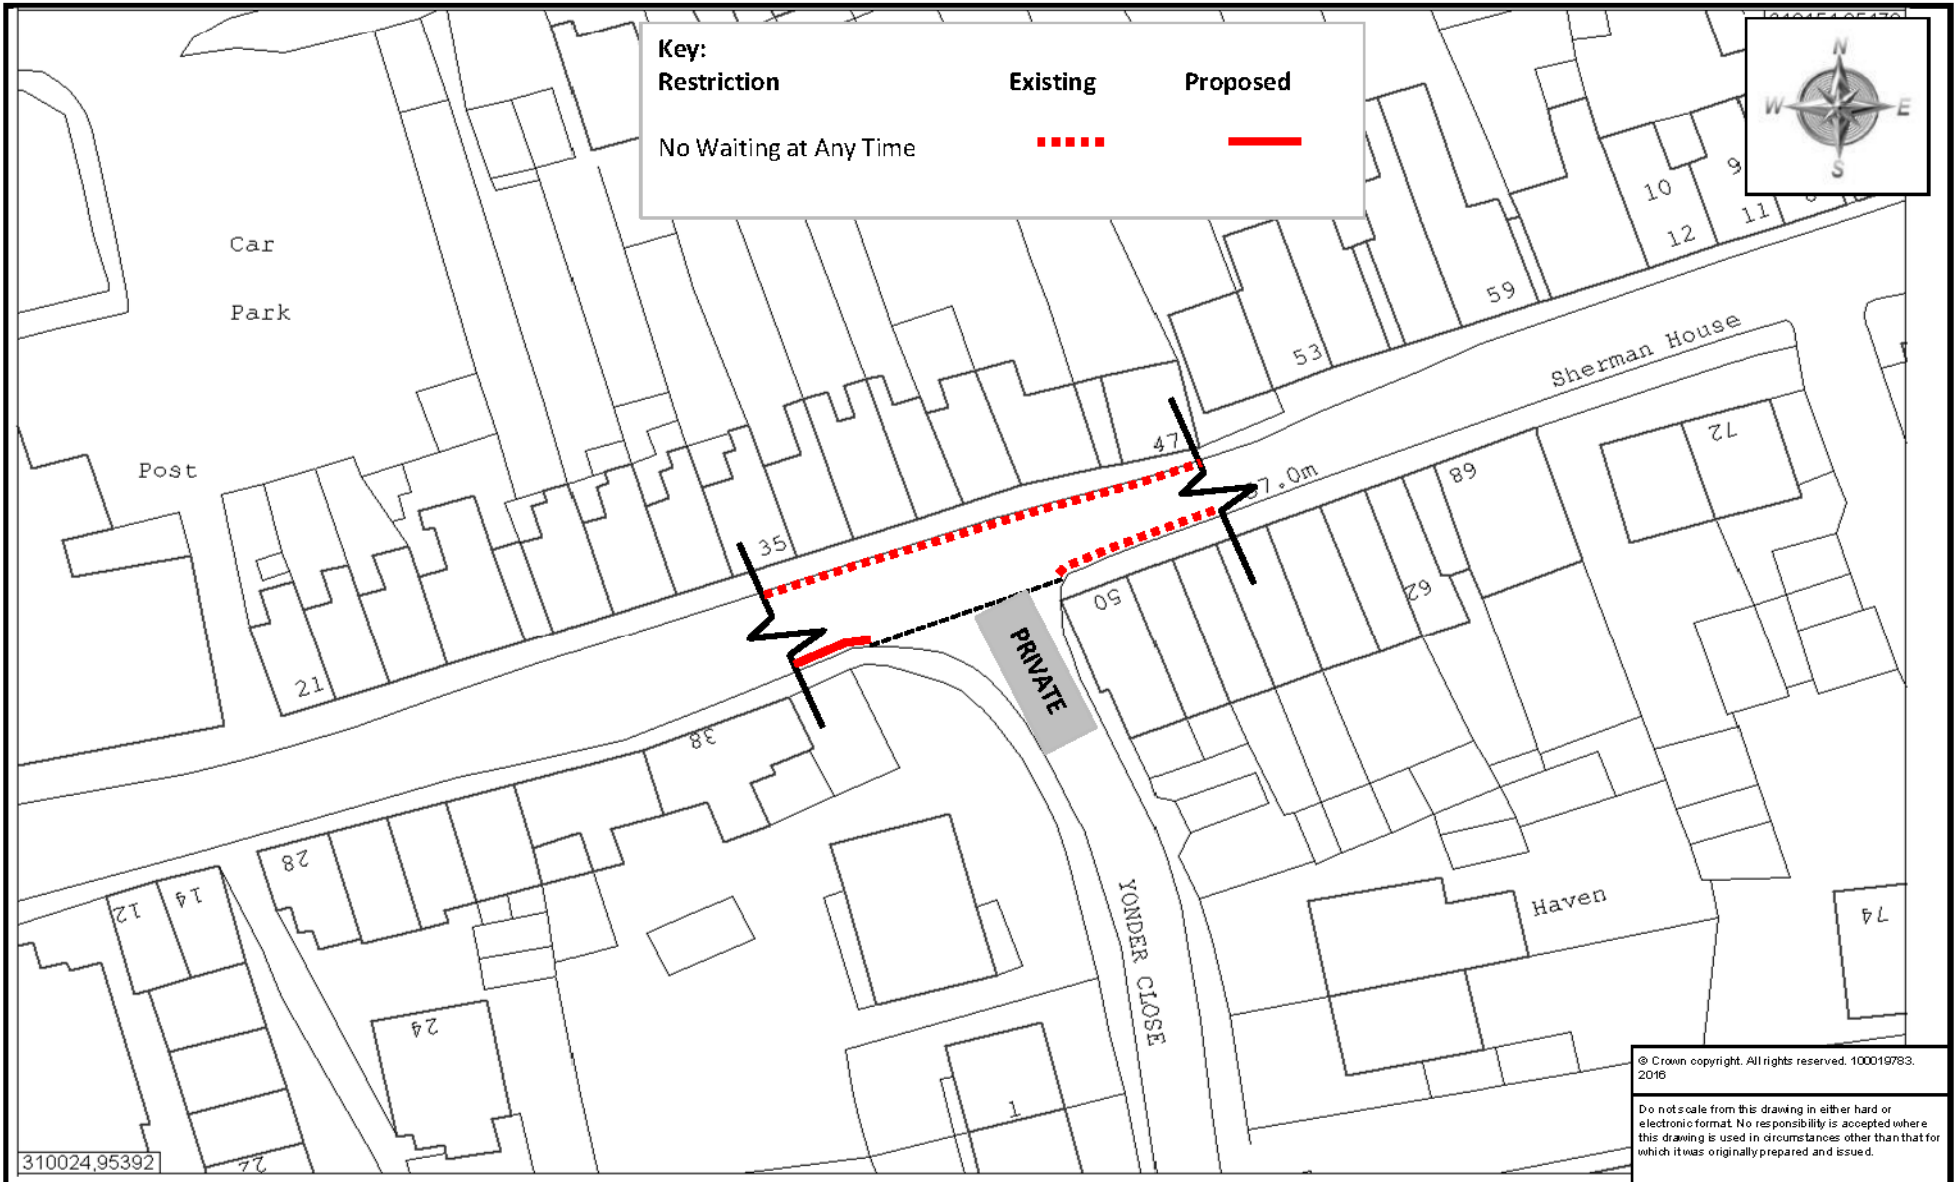 Key:
Restriction Existing Proposed
No Waiting at Any Time
N
W E
S
Car
Park
Post
10
9
12
11
59
53
Sherman House
47
72
68
35
50
62
21
38
PRIVATE
28
12
14
YONDER CLOSE
Haven
74
24
1
22
310024,95392
© Crown copyright. All rights reserved. 100019783.
2016
Do not scale from this drawing in either hard or
electronic format. No responsibility is accepted where
this drawing is used in circumstances other than that for
which it was originally prepared and issued.